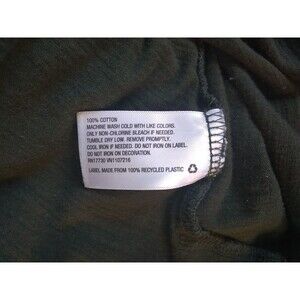 100% COTTON
MACHINE WASH COLD WITH LIKE COLORS.
ONLY NON-CHLORINE BLEACH IF NEEDED.
TUMBLE DRY LOW. REMOVE PROMPTLY.
COOL IRON IF NEEDED. DO NOT IRON ON LABEL.
DO NOT IRON ON DECORATION.
RN17730 VN1107216
LABEL MADE FROM 100% RECYCLED PLASTIC